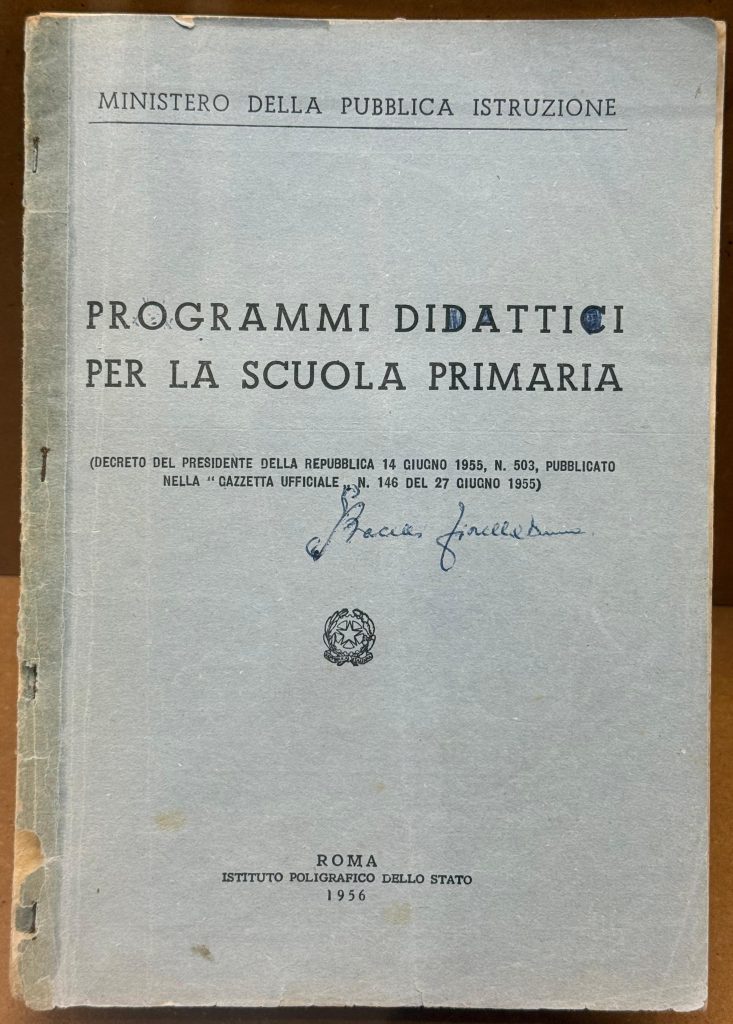 MINISTERO DELLA PUBBLICA ISTRUZIONE
PROGRAMMI DIDATTICI
PER LA SCUOLA PRIMARIA
(DECRETO DEL PRESIDENTE DELLA REPUBBLICA 14 GIUGNO 1955, N. 503, PUBBLICATO
NELLA " GAZZETTA UFFICIALE „ N. 146 DEL 27 GIUGNO 1955)
ROMA
ISTITUTO POLIGRAFICO DELLO STATO
1956